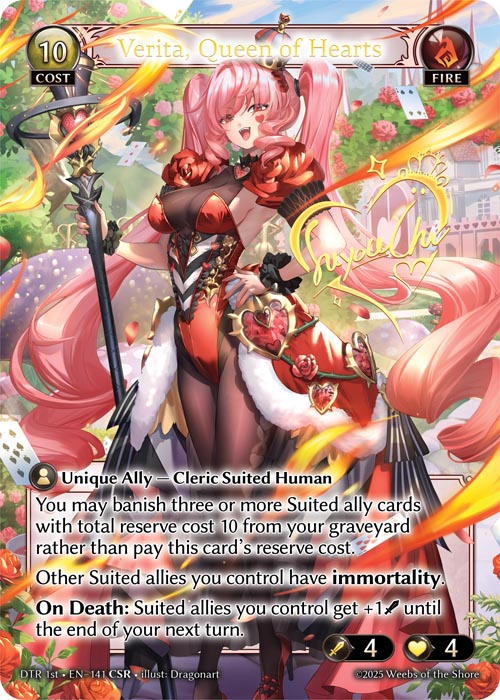 10
COST
Verita, Queen of Hearts
FIRE
Unique Ally — Cleric Suited Human
You may banish three or more Suited ally cards
with total reserve cost 10 from your graveyard
rather than pay this card's reserve cost.
Other Suited allies you control have immortality.
On Death: Suited allies you control get +1 until
the end of your next turn.
4
4
DTR 1st • EN-141 CSR • illust: Dragonart
©2025 Weebs of the Shore